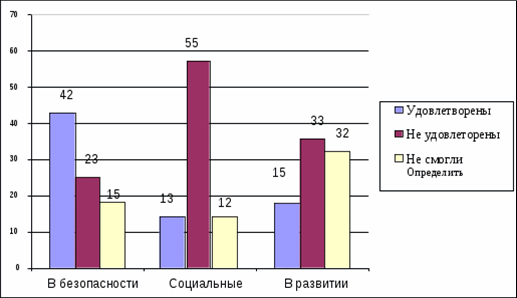 70
60
50
40
30
20
10
0
42
23
15
13
55
12
15
33
32
В безопасности
Социальные
В развитии
Удовлетворены
Не удовлеторены
Не смогли
Определить